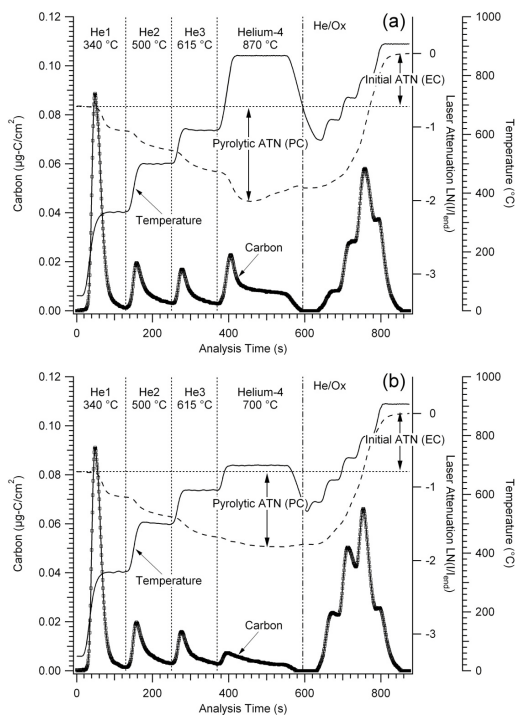 He1
340 °C
He2
500 °C
He3
615 °C
Helium-4
870 °C
He/Ox
(a)
Initial ATN (EC)
Pyrolytic ATN (PC)
Temperature
Carbon
Carbon (µg-C/cm²)
0.12
0.10
0.08
0.06
0.04
0.02
0.00
0
200
400
600
800
Analysis Time (s)
0
-1
-2
-3
Laser Attenuation LN(I/Iend)
1000
900
800
700
600
500
400
300
200
100
0
Temperature (°C)
He1
340 °C
He2
500 °C
He3
615 °C
Helium-4
700 °C
He/Ox
(b)
Initial ATN (EC)
Pyrolytic ATN (PC)
Temperature
Carbon
Carbon (µg-C/cm²)
0.12
0.10
0.08
0.06
0.04
0.02
0.00
0
200
400
600
800
Analysis Time (s)
0
-1
-2
-3
Laser Attenuation LN(I/Iend)
1000
900
800
700
600
500
400
300
200
100
0
Temperature (°C)